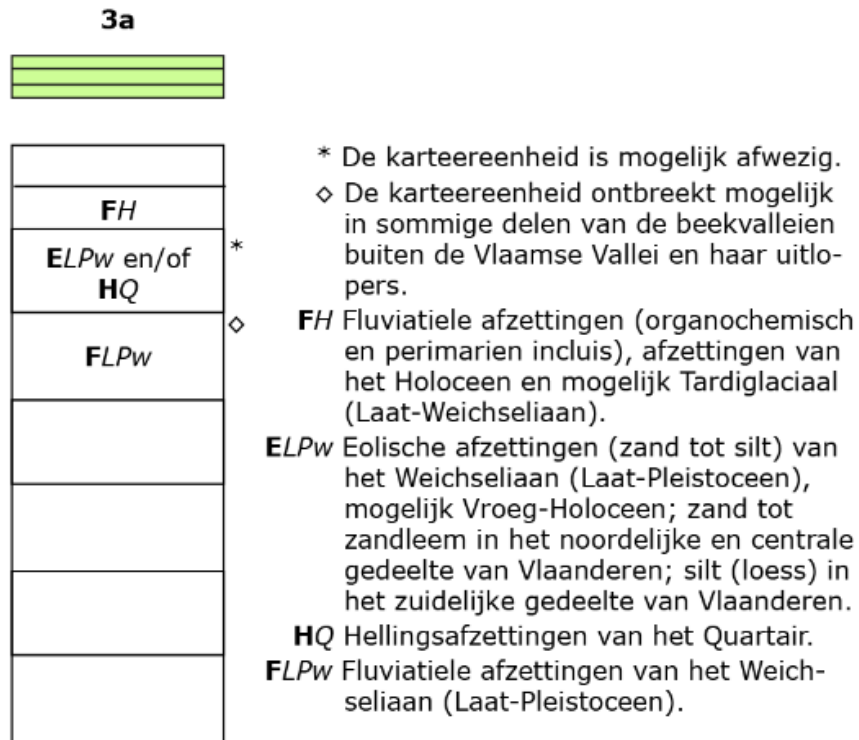 3a
FH
ELPw en/of
HQ
*
◇
FLPw
* De karteereenheid is mogelijk afwezig.
◇ De karteereenheid ontbreekt mogelijk
in sommige delen van de beekvalleien
buiten de Vlaamse Vallei en haar uitlo-
pers.
FH Fluviatiele afzettingen (organochemisch
en perimarien incluis), afzettingen van
het Holoceen en mogelijk Tardiglaciaal
(Laat-Weichseliaan).
ELPw Eolische afzettingen (zand tot silt) van
het Weichseliaan (Laat-Pleistoceen),
mogelijk Vroeg-Holoceen; zand tot
zandleem in het noordelijke en centrale
gedeelte van Vlaanderen; silt (loess) in
het zuidelijke gedeelte van Vlaanderen.
HQ Hellingsafzettingen van het Quartair.
FLPw Fluviatiele afzettingen van het Weich-
seliaan (Laat-Pleistoceen).